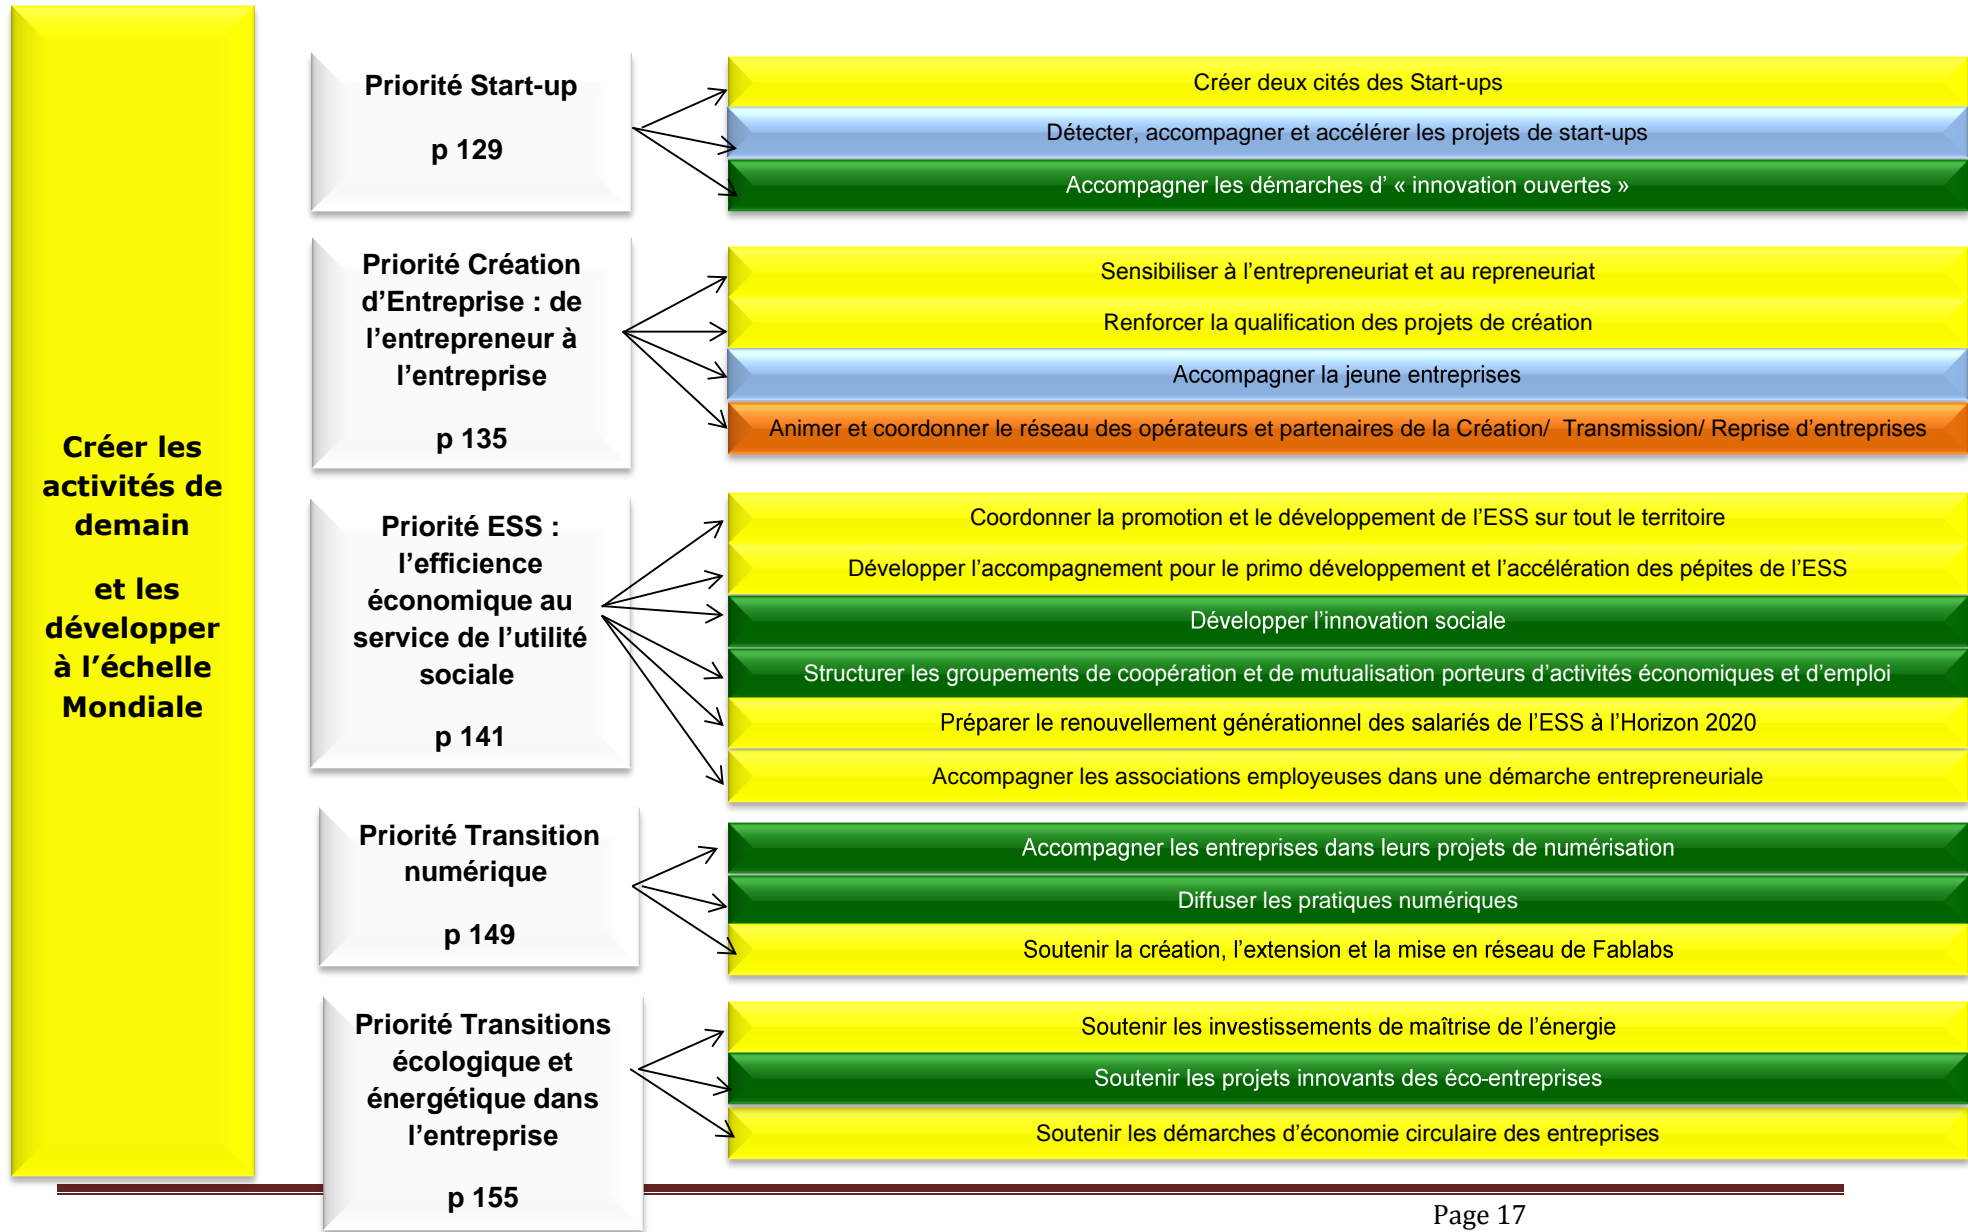 Créer les
activités de
demain
et les
développer
à l'échelle
Mondiale
Priorité Start-up
p 129
Créer deux cités des Start-ups
Détecter, accompagner et accélérer les projets de start-ups
Accompagner les démarches d' « innovation ouvertes »
Priorité Création
d'Entreprise : de
l'entrepreneur à
l'entreprise
p 135
Sensibiliser à l'entrepreneuriat et au repreneuriat
Renforcer la qualification des projets de création
Accompagner la jeune entreprises
Animer et coordonner le réseau des opérateurs et partenaires de la Création/ Transmission/ Reprise d'entreprises
Priorité ESS :
l'efficience
économique au
service de l'utilité
sociale
p 141
Coordonner la promotion et le développement de l'ESS sur tout le territoire
Développer l'accompagnement pour le primo développement et l'accélération des pépites de l'ESS
Développer l'innovation sociale
Structurer les groupements de coopération et de mutualisation porteurs d'activités économiques et d'emploi
Préparer le renouvellement générationnel des salariés de l'ESS à l'Horizon 2020
Accompagner les associations employeuses dans une démarche entrepreneuriale
Priorité Transition
numérique
p 149
Accompagner les entreprises dans leurs projets de numérisation
Diffuser les pratiques numériques
Soutenir la création, l'extension et la mise en réseau de Fablabs
Priorité Transitions
écologique et
énergétique dans
l'entreprise
p 155
Soutenir les investissements de maîtrise de l'énergie
Soutenir les projets innovants des éco-entreprises
Soutenir les démarches d'économie circulaire des entreprises
Page 17